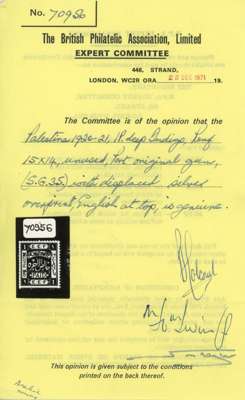 No. 70956
The British Philatelic Association, Limited
EXPERT COMMITTEE
446, STRAND,
LONDON, WC2R ORA 28 DEC 1971 19.
The Committee is of the opinion that the
Palestine 1920-21, 1P. deep indigo, Perf
15x14, unused, part original gum,
(S.G.35) with displaced silver
overprint, English at top, is genuine.
70956
This opinion is given subject to the conditions
printed on the back thereof.